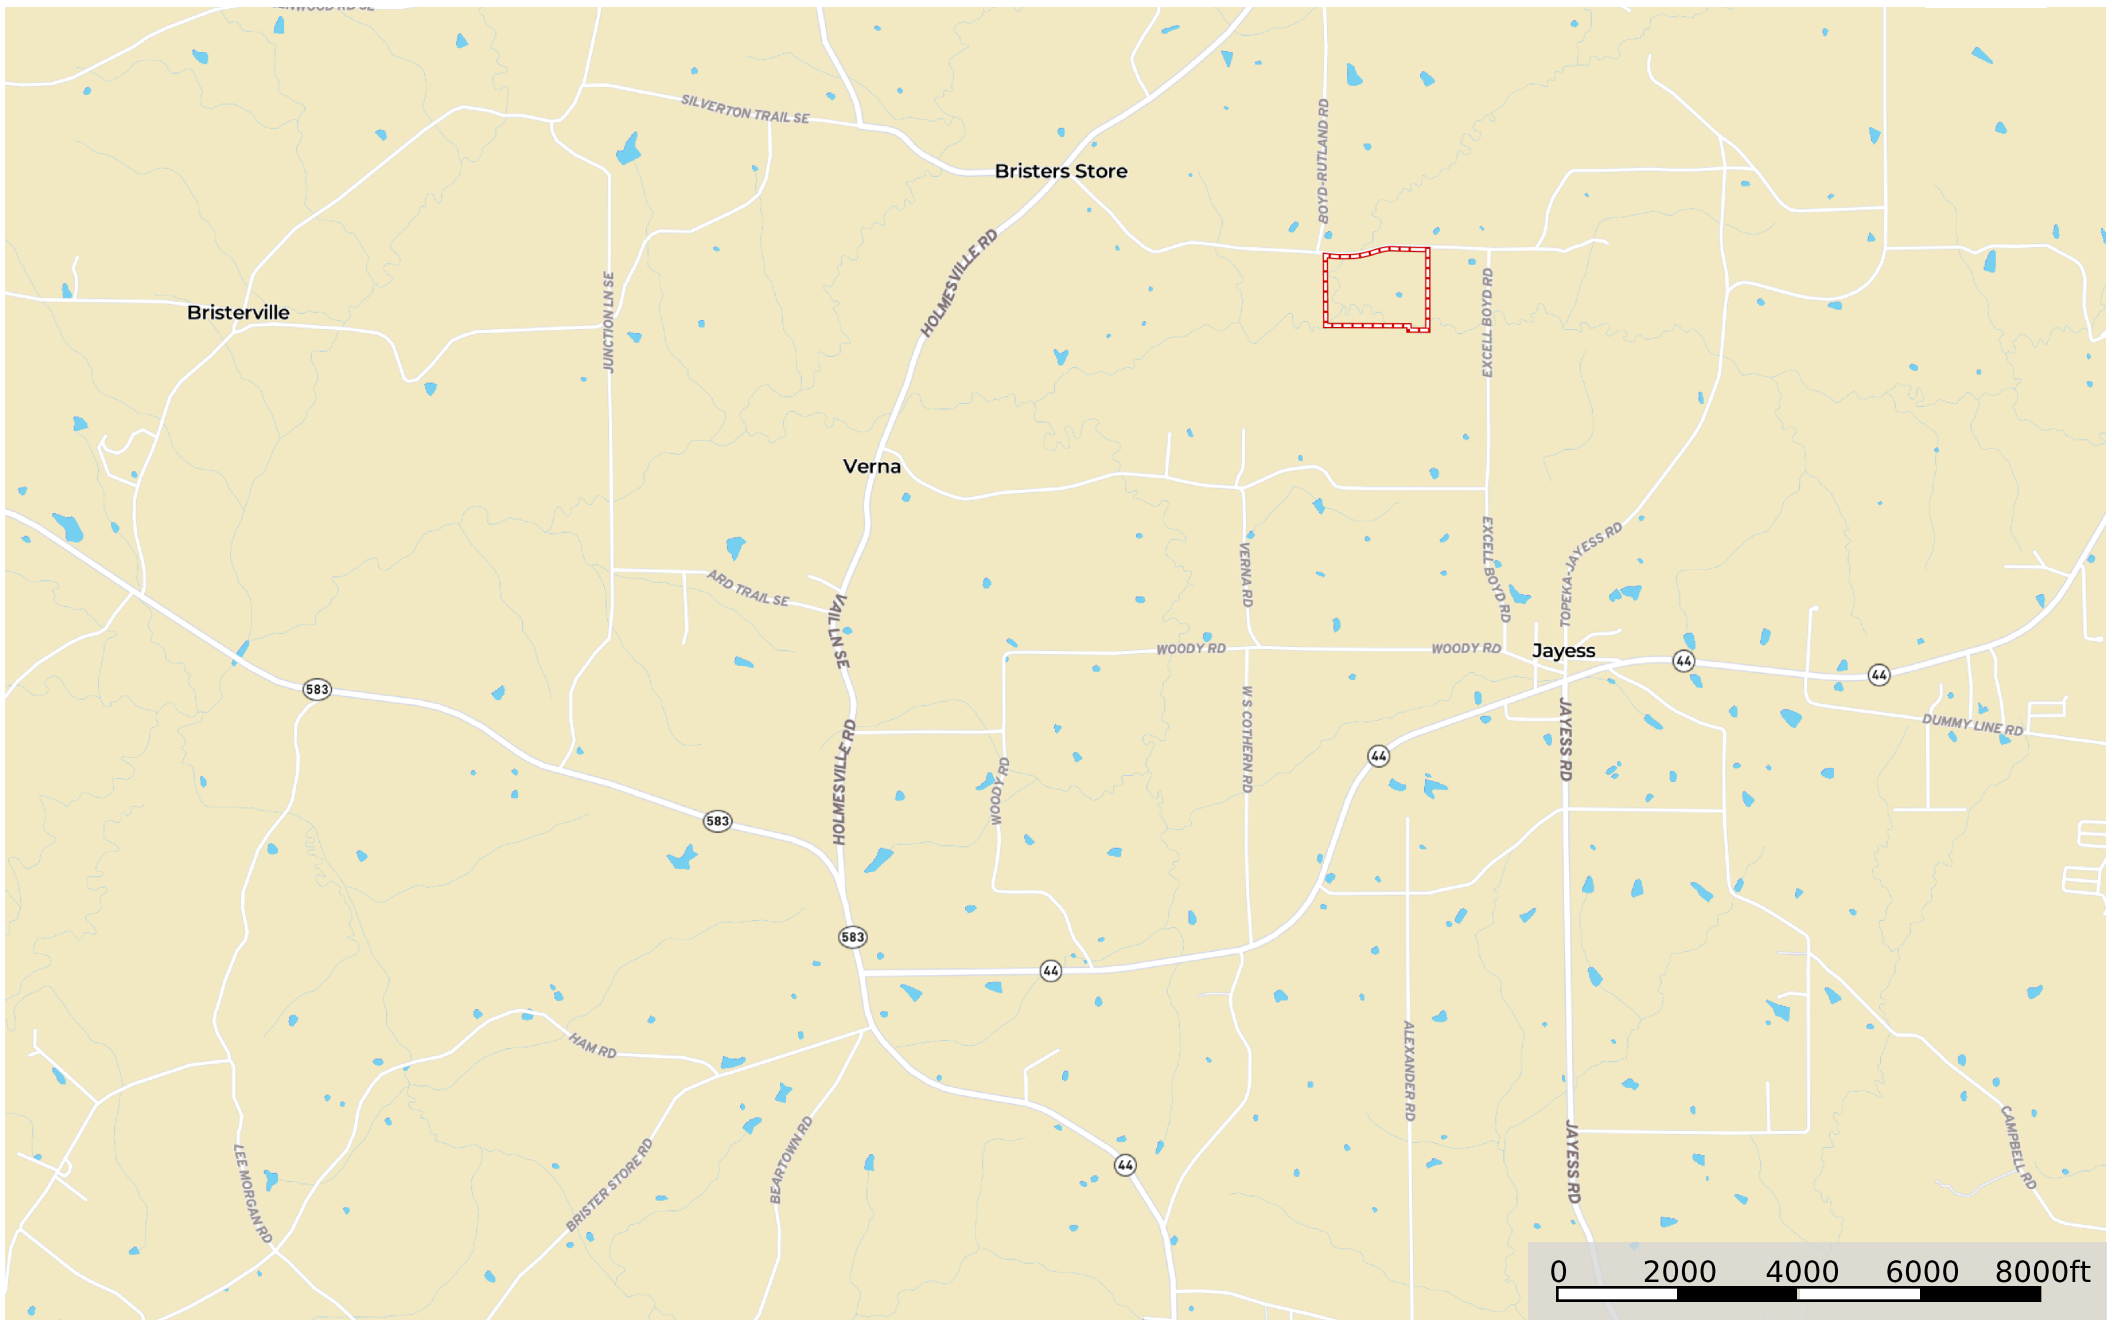 SILVERTON TRAIL SE
BOYD-RUTLAND RD
Bristers Store
HOLMESVILLE RD
JUNCTION LN SE
EXCELL BOYD RD
Bristerville
Verna
EXCELL BOYD RD
TOPEKA-JAYESS RD
VERNA RD
ARD TRAIL SE
VAIL LN SE
WOODY RD
WOODY RD
Jayess
44
44
583
W S COTHERN RD
JAYESS RD
DUMMY LINE RD
HOLMESVILLE RD
44
WOODY RD
583
583
44
HAM RD
ALEXANDER RD
LEE MORGAN RD
BRISTER STORE RD
BEARTOWN RD
44
JAYESS RD
CAMPBELL RD
0 2000 4000 6000 8000ft